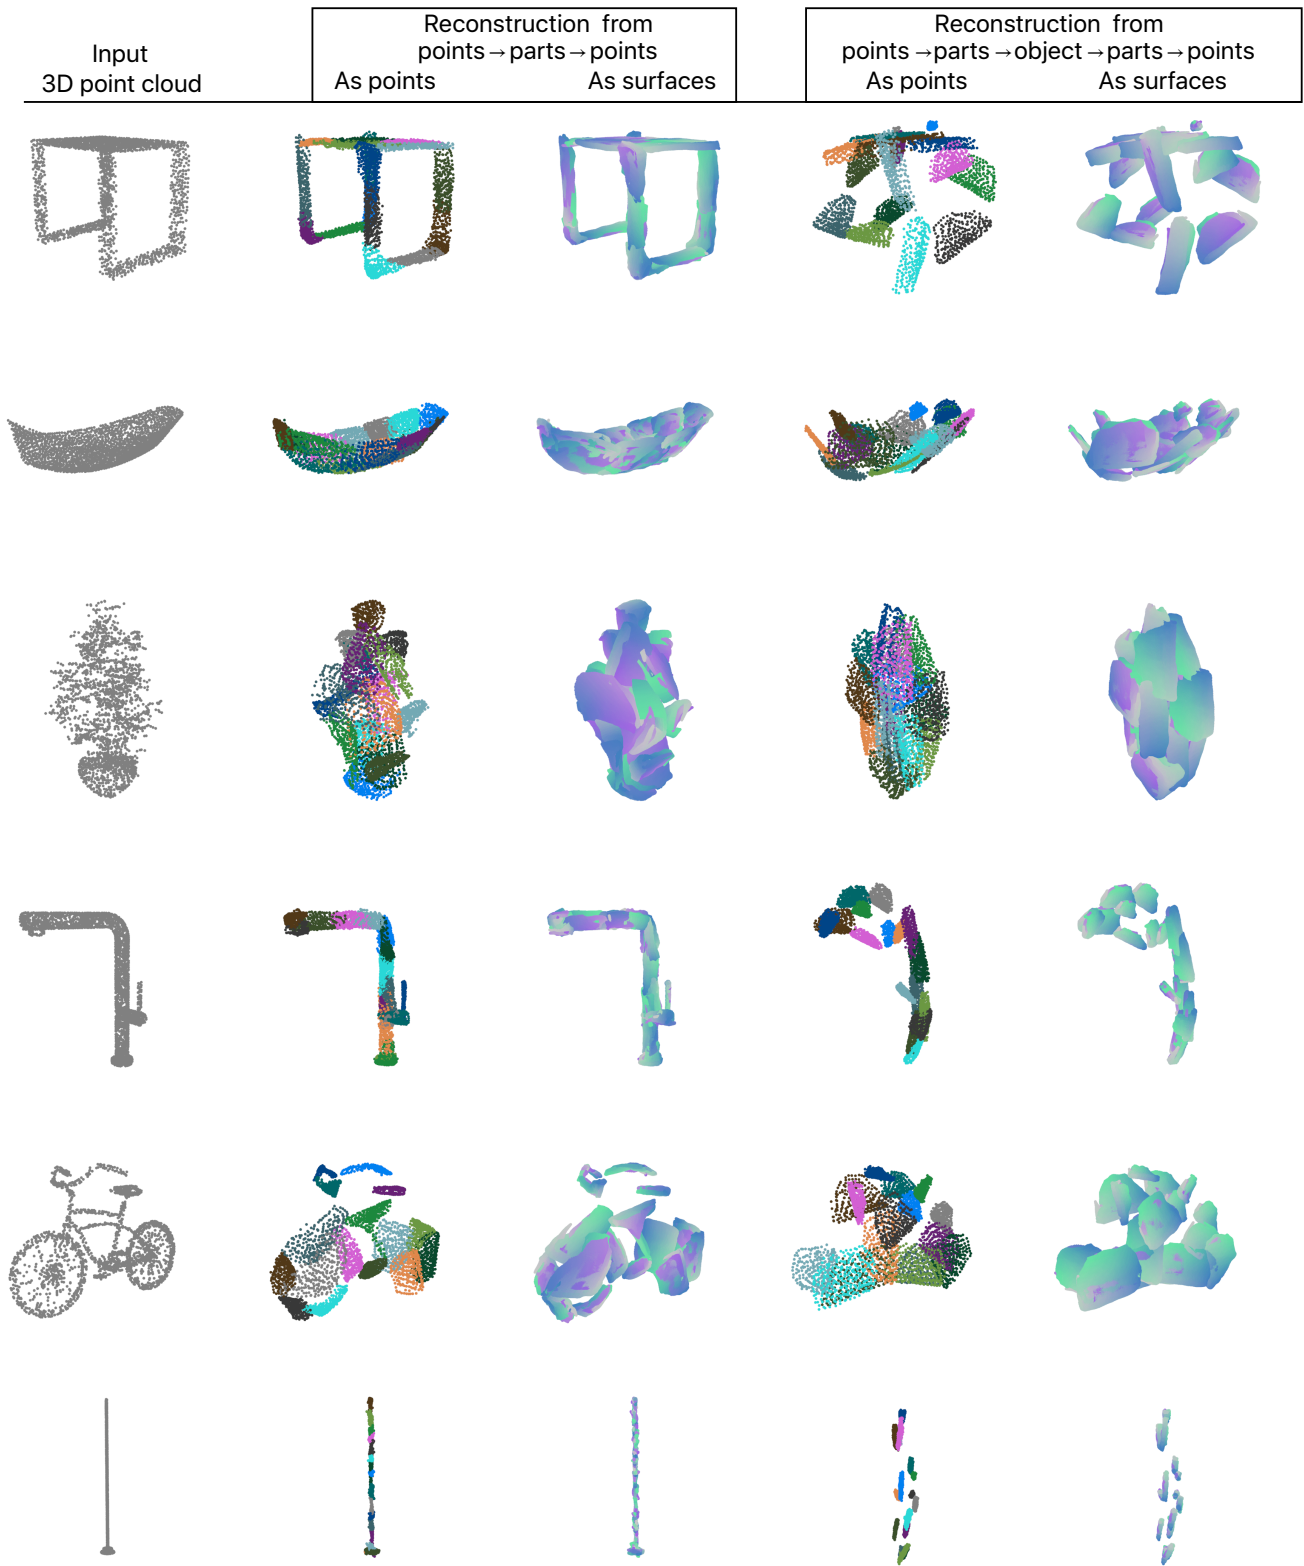 Input
3D point cloud
Reconstruction from
points→parts→points
As points
As surfaces
Reconstruction from
points→parts→object→parts→points
As points
As surfaces